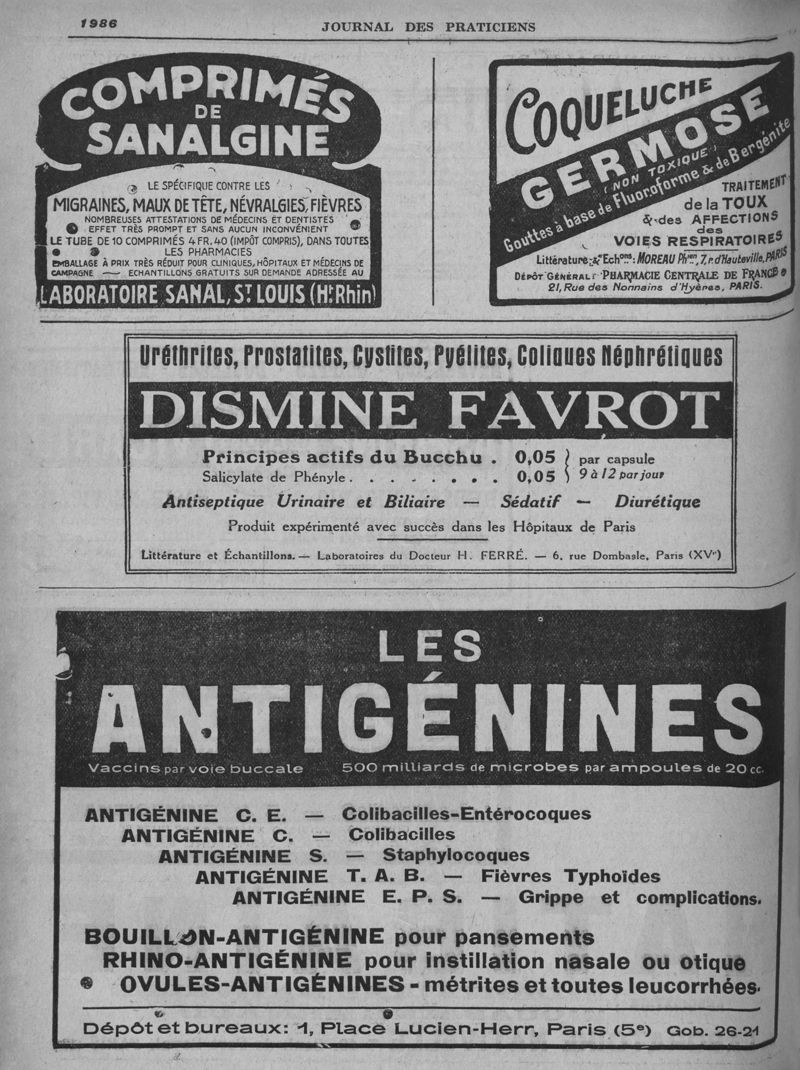 1986
JOURNAL DES PRATICIENS
COMPRIMÉS
DE
SANALGINE
LE SPÉCIFIQUE CONTRE LES
MIGRAINES, MAUX DE TÊTE, NÉVRALGIES, FIÈVRES
NOMBREUSES ATTESTATIONS DE MÉDECINS ET DENTISTES
EFFET TRÈS PROMPT ET SANS AUCUN INCONVÉNIENT
LE TUBE DE 10 COMPRIMÉS 4 FR. 40 (IMPÔT COMPRIS), DANS TOUTES
LES PHARMACIES
EMBALLAGE À PRIX TRÈS RÉDUIT POUR CLINIQUES, HÔPITAUX ET MÉDECINS DE
CAMPAGNE — ECHANTILLONS GRATUITS SUR DEMANDE ADRESSÉE AU
LABORATOIRE SANAL, ST LOUIS (Ht Rhin)
COQUELUCHE
GERMOSE
(NON TOXIQUE)
Gouttes à base de Fluoroforme & de Bergénite
TRAITEMENT
de la TOUX
& des AFFECTIONS
des
VOIES RESPIRATOIRES
Littérature & Echons : MOREAU Phien, 7, r. d'Hauteville, PARIS
DÉPÔT GÉNÉRAL : PHARMACIE CENTRALE DE FRANCE
21, Rue des Nonnains d'Hyères, PARIS.
Uréthrites, Prostatites, Cystites, Pyélites, Coliques Néphrétiques
DISMINE FAVROT
Principes actifs du Bucchu . 0,05 } par capsule
Salicylate de Phényle . . . . . . . 0,05 } 9 à 12 par jour
Antiseptique Urinaire et Biliaire — Sédatif — Diurétique
Produit expérimenté avec succès dans les Hôpitaux de Paris
Littérature et Échantillons. — Laboratoires du Docteur H. FERRÉ. — 6, rue Dombasle, Paris (XVe)
LES
ANTIGÉNINES
Vaccins par voie buccale 500 milliards de microbes par ampoules de 20 cc.
ANTIGÉNINE C. E. — Colibacilles-Entérocoques
ANTIGÉNINE C. — Colibacilles
ANTIGÉNINE S. — Staphylocoques
ANTIGÉNINE T. A. B. — Fièvres Typhoïdes
ANTIGÉNINE E. P. S. — Grippe et complications.
BOUILLON-ANTIGÉNINE pour pansements
RHINO-ANTIGÉNINE pour instillation nasale ou otique
OVULES-ANTIGÉNINES - métrites et toutes leucorrhées.
Dépôt et bureaux: 1, Place Lucien-Herr, Paris (5e) Gob. 26-21